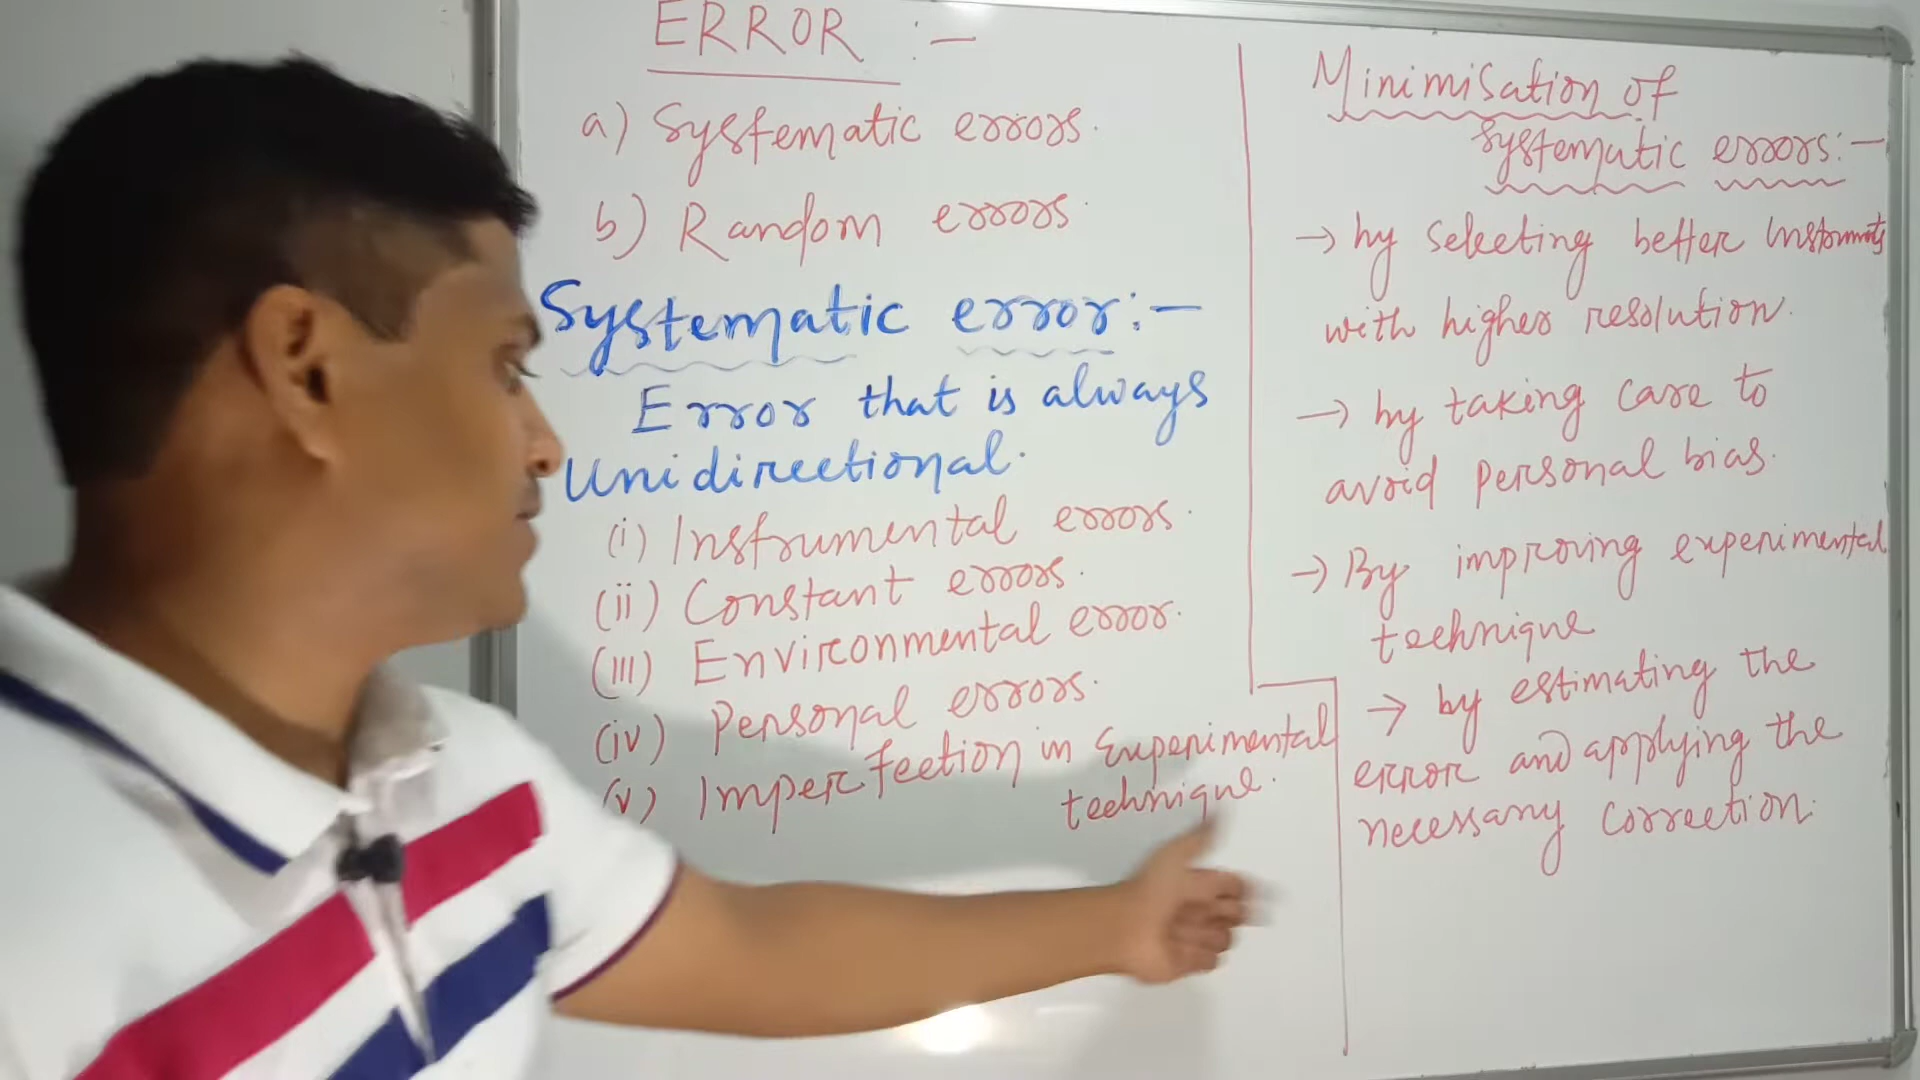 ERROR :-
a) Systematic errors.
b) Random errors.
Systematic error:-
Error that is always
Unidirectional.
(i) Instrumental errors.
(ii) Constant errors.
(iii) Environmental error.
(iv) Personal errors.
(v) Imperfection in Experimental
technique.
Minimisation of
systematic errors:-
→ by selecting better Instruments
with higher resolution.
→ by taking care to
avoid personal bias.
→ By improving experimental
technique
→ by estimating the
error and applying the
necessary correction.